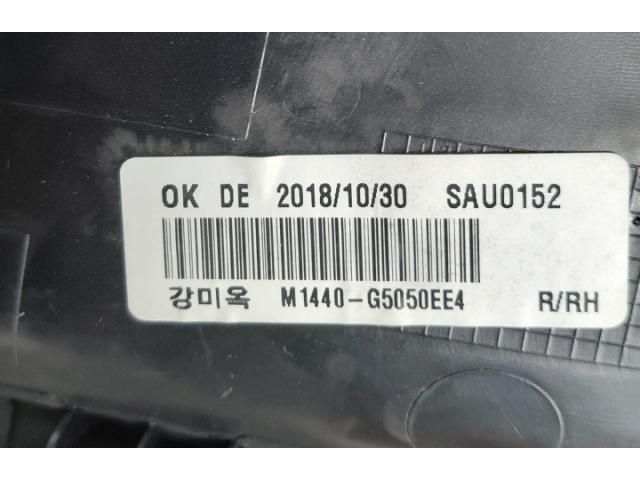 OK DE 2018/10/30 SAU0152
강미옥 M1440-G5050EE4 R/RH